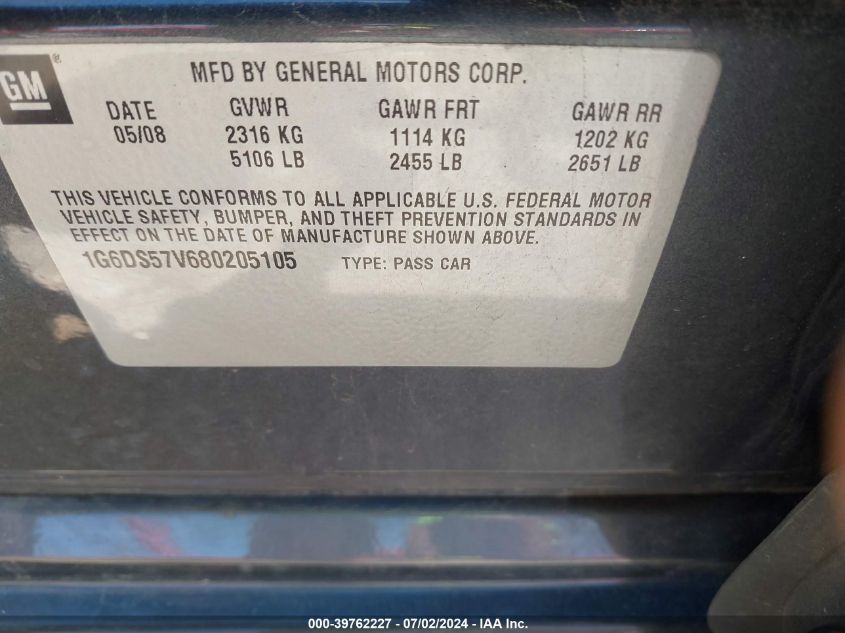 GM®
MFD BY GENERAL MOTORS CORP.
DATE GVWR GAWR FRT GAWR RR
05/08 2316 KG 1114 KG 1202 KG
5106 LB 2455 LB 2651 LB
THIS VEHICLE CONFORMS TO ALL APPLICABLE U.S. FEDERAL MOTOR
VEHICLE SAFETY, BUMPER, AND THEFT PREVENTION STANDARDS IN
EFFECT ON THE DATE OF MANUFACTURE SHOWN ABOVE.
1G6DS57V680205105 TYPE: PASS CAR
000-39762227 - 07/02/2024 - IAA Inc.